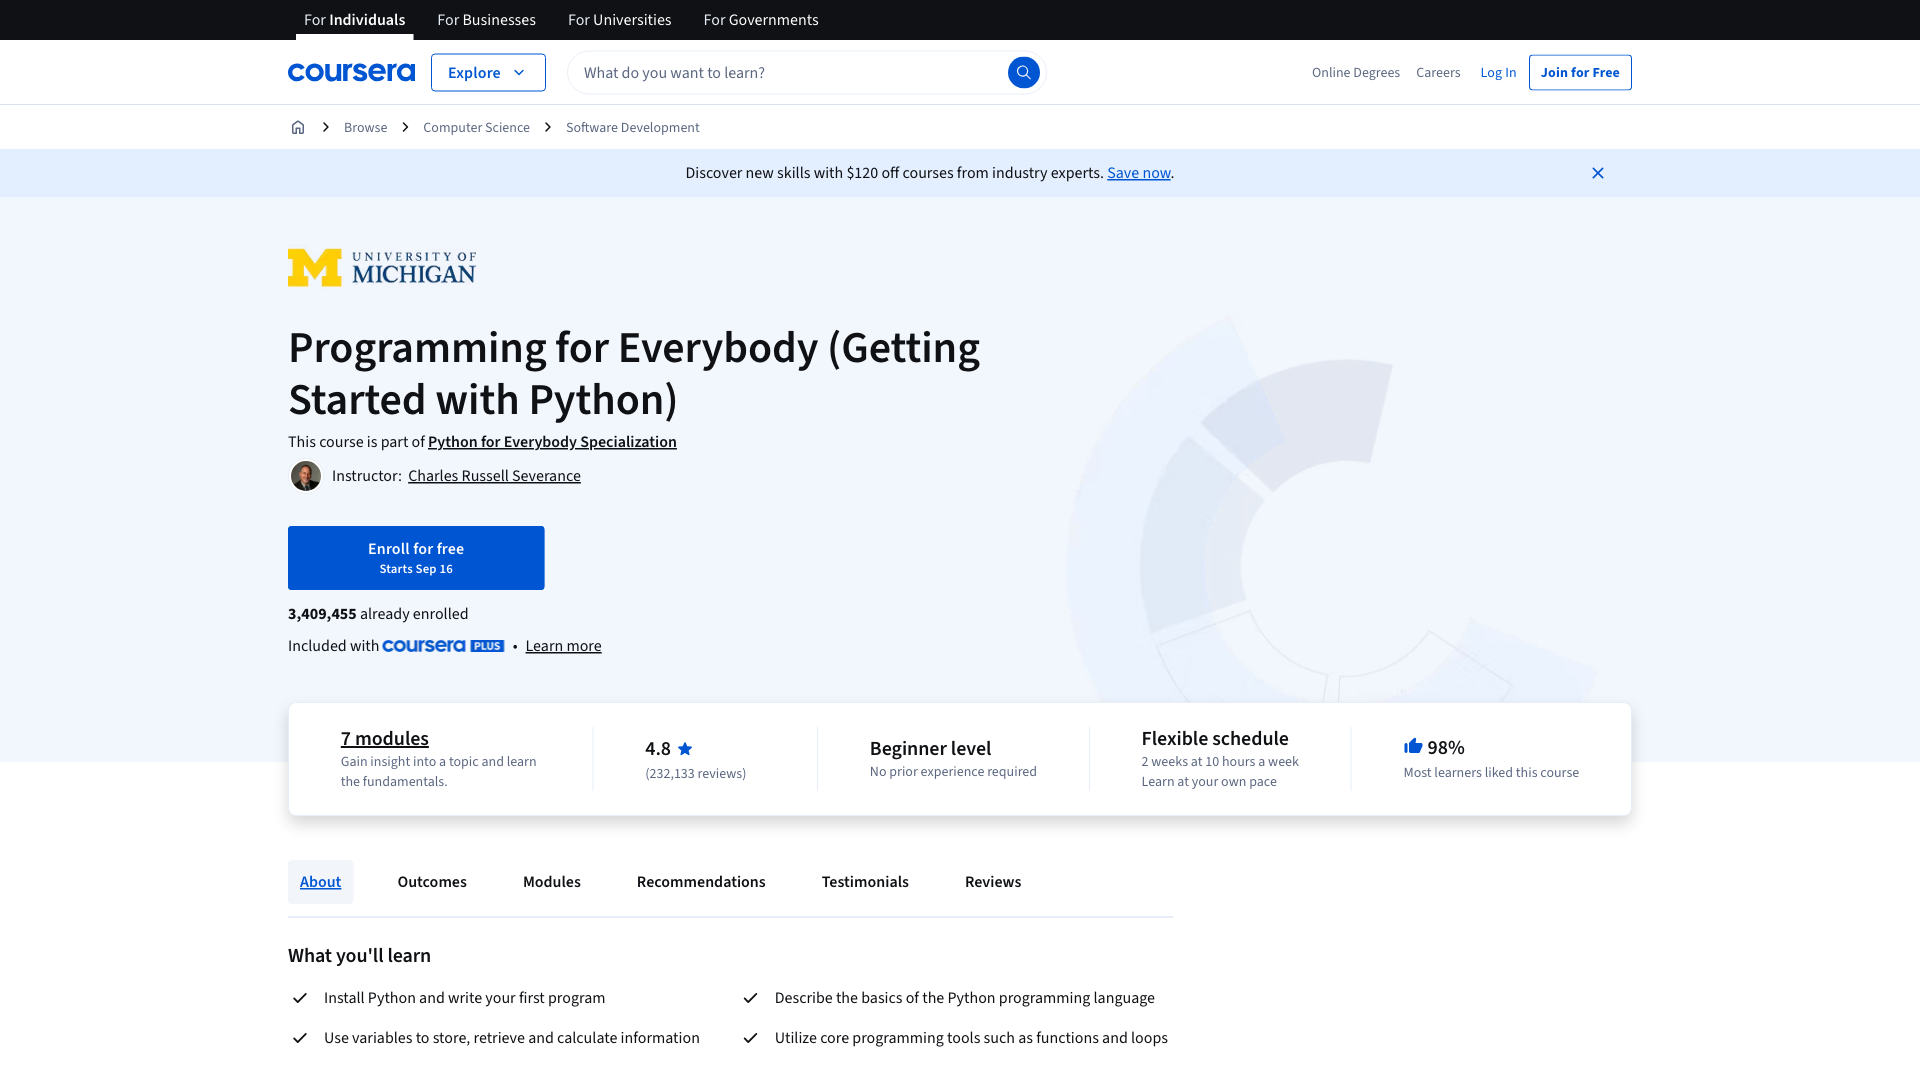 For Individuals
For Businesses
For Universities
For Governments
coursera
Explore
What do you want to learn?
Online Degrees
Careers
Log In
Join for Free
Browse
Computer Science
Software Development
Discover new skills with $120 off courses from industry experts. Save now.
UNIVERSITY OF
MICHIGAN
Programming for Everybody (Getting
Started with Python)
This course is part of Python for Everybody Specialization
Instructor: Charles Russell Severance
Enroll for free
Starts Sep 16
3,409,455 already enrolled
Included with coursera PLUS • Learn more
7 modules
Gain insight into a topic and learn
the fundamentals.
4.8
(232,133 reviews)
Beginner level
No prior experience required
Flexible schedule
2 weeks at 10 hours a week
Learn at your own pace
98%
Most learners liked this course
About
Outcomes
Modules
Recommendations
Testimonials
Reviews
What you'll learn
Install Python and write your first program
Describe the basics of the Python programming language
Use variables to store, retrieve and calculate information
Utilize core programming tools such as functions and loops